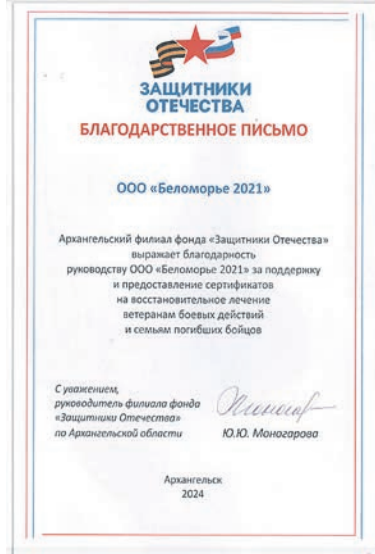 ЗАЩИТНИКИ
ОТЕЧЕСТВА
БЛАГОДАРСТВЕННОЕ ПИСЬМО
ООО «Беломорье 2021»
Архангельский филиал фонда «Защитники Отечества»
выражает благодарность
руководству ООО «Беломорье 2021» за поддержку
и предоставление сертификатов
на восстановительное лечение
ветеранам боевых действий
и семьям погибших бойцов
С уважением,
руководитель филиала фонда
«Защитники Отечества»
по Архангельской области
Ю.Ю. Моногарова
Архангельск
2024